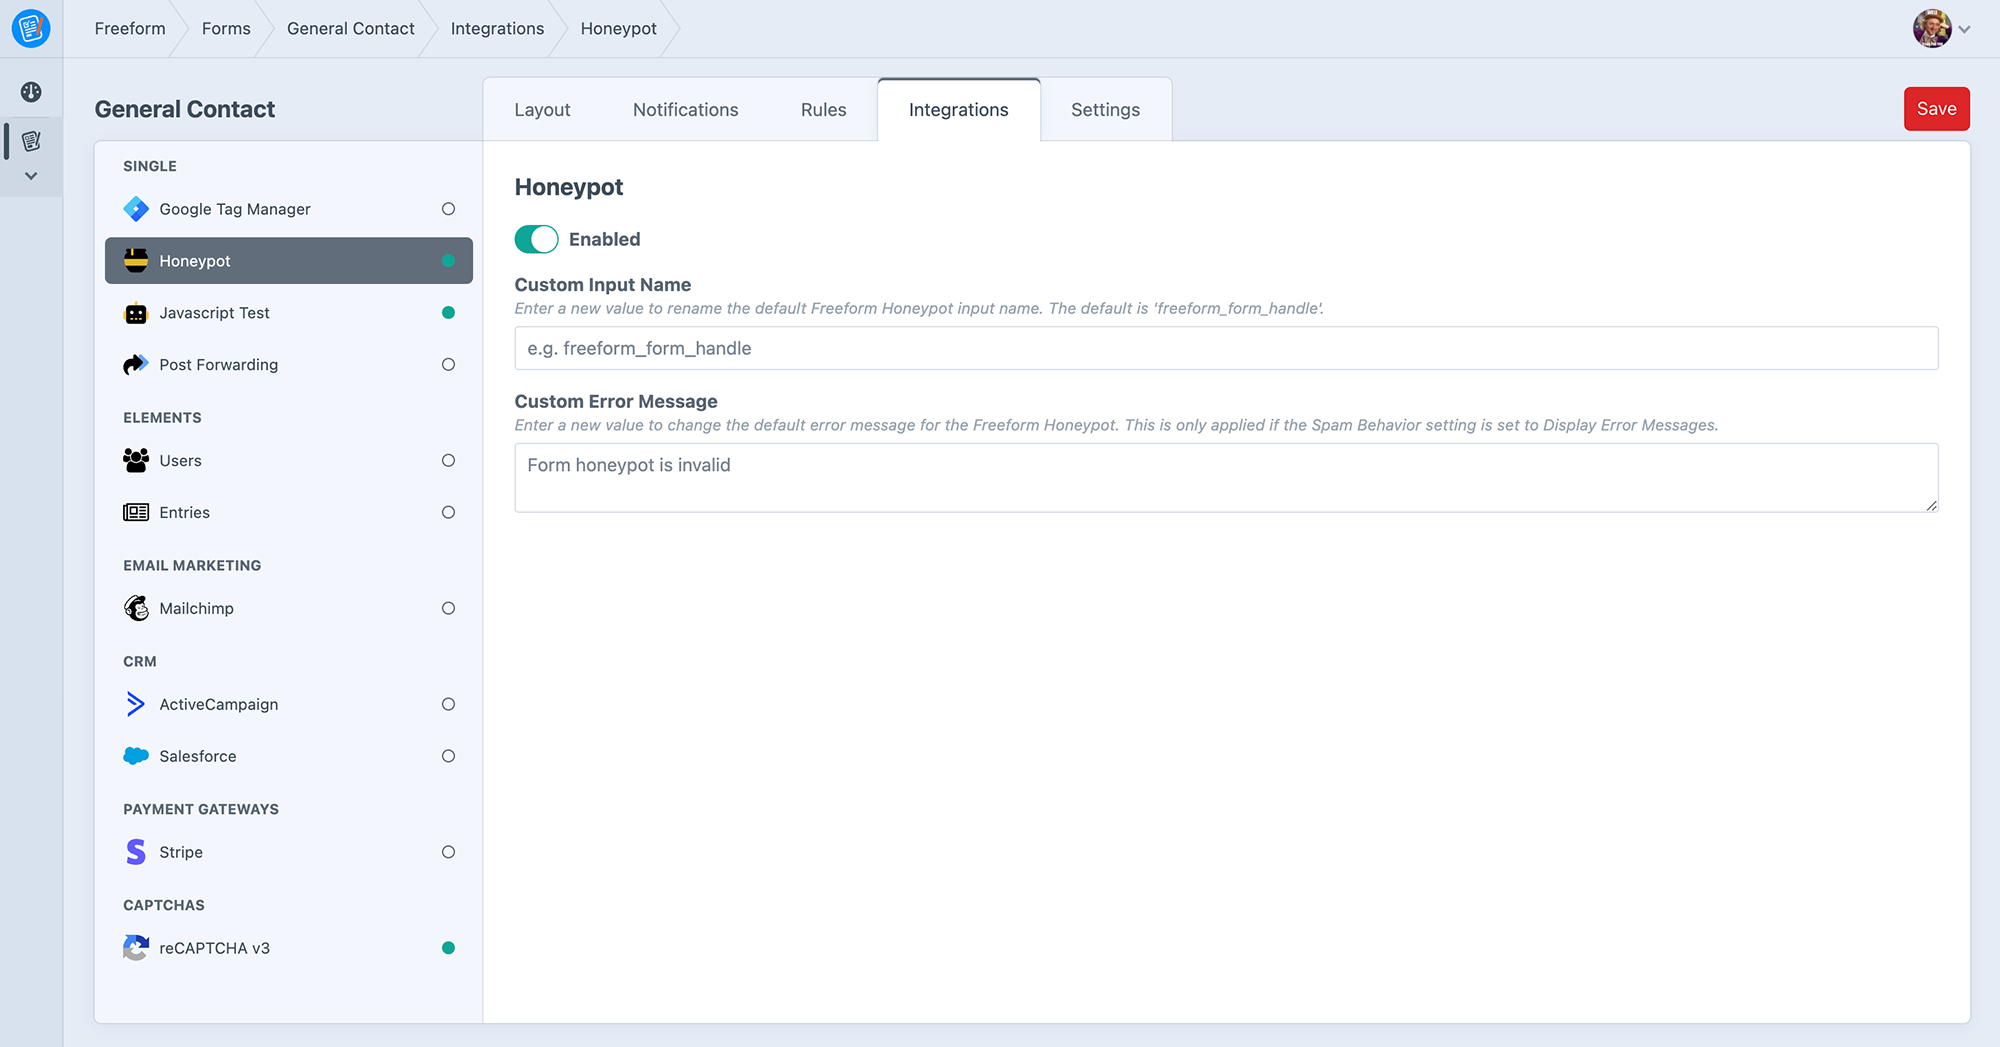 Freeform
Forms
General Contact
Integrations
Honeypot
General Contact
Layout
Notifications
Rules
Integrations
Settings
Save
SINGLE
Google Tag Manager
Honeypot
Javascript Test
Post Forwarding
ELEMENTS
Users
Entries
EMAIL MARKETING
Mailchimp
CRM
ActiveCampaign
Salesforce
PAYMENT GATEWAYS
Stripe
CAPTCHAS
reCAPTCHA v3
Honeypot
Enabled
Custom Input Name
Enter a new value to rename the default Freeform Honeypot input name. The default is 'freeform_form_handle'.
e.g. freeform_form_handle
Custom Error Message
Enter a new value to change the default error message for the Freeform Honeypot. This is only applied if the Spam Behavior setting is set to Display Error Messages.
Form honeypot is invalid